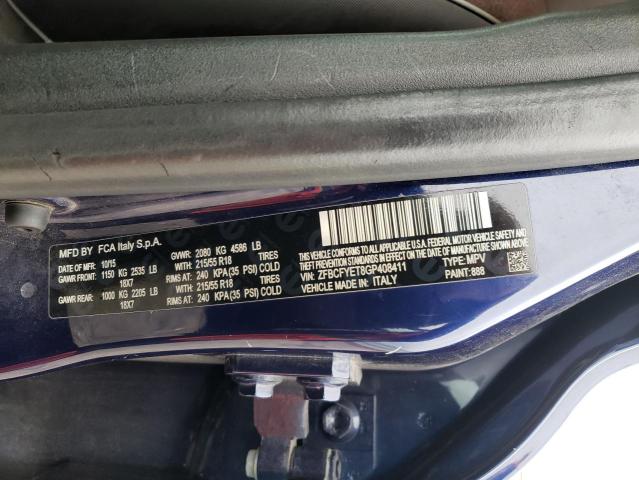 MFD BY FCA Italy S.p.A.
DATE OF MFD: 10/15 GVWR: 2080 KG 4586 LB
GAWR FRONT: 1150 KG 2535 LB WITH: 215/55 R18 TIRES
18X7 RIMS AT: 240 KPA(35 PSI) COLD
GAWR REAR: 1000 KG 2205 LB WITH: 215/55 R18 TIRES
18X7 RIMS AT: 240 KPA(35 PSI) COLD
THIS VEHICLE CONFORMS TO ALL APPLICABLE
FEDERAL MOTOR VEHICLE SAFETY, BUMPER, AND
THEFT PREVENTION STANDARDS IN EFFECT ON THE DATE OF
MANUFACTURE SHOWN ABOVE.
VIN: ZFBCFYET8GP408411 TYPE: MPV
VEHICLE MADE IN: ITALY PAINT: 888